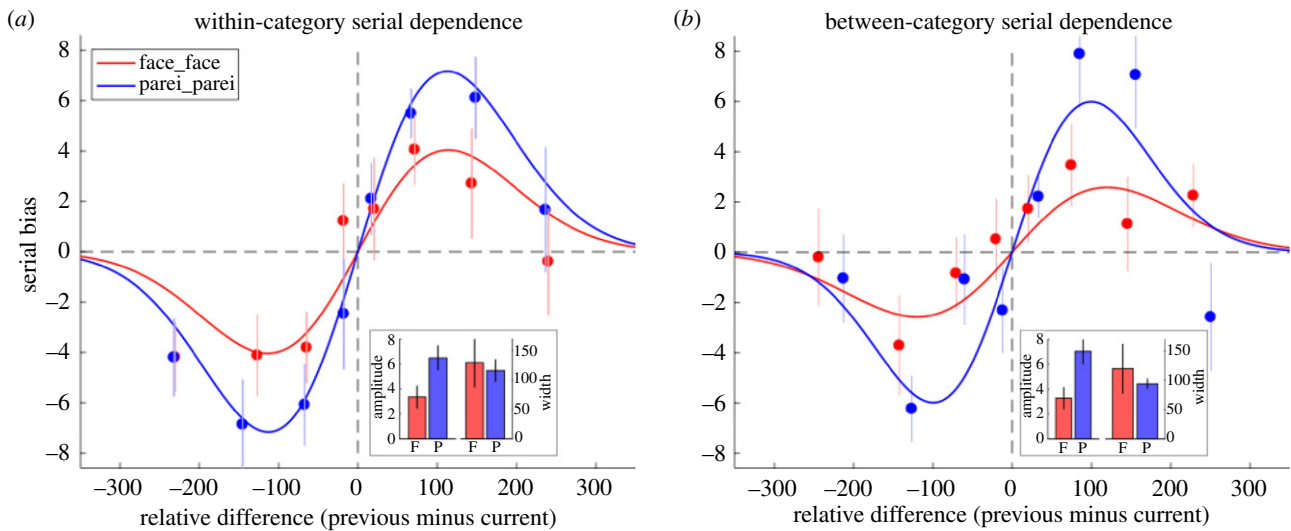 (a) within-category serial dependence
face_face
parei_parei
8
6
4
2
0
−2
−4
−6
−8
serial bias
−300 −200 −100 0 100 200 300
relative difference (previous minus current)
8
6
4
2
0
amplitude
F P F P
150
100
50
0
width
(b) between-category serial dependence
8
6
4
2
0
−2
−4
−6
−8
−300 −200 −100 0 100 200 300
relative difference (previous minus current)
8
6
4
2
0
amplitude
F P F P
150
100
50
0
width